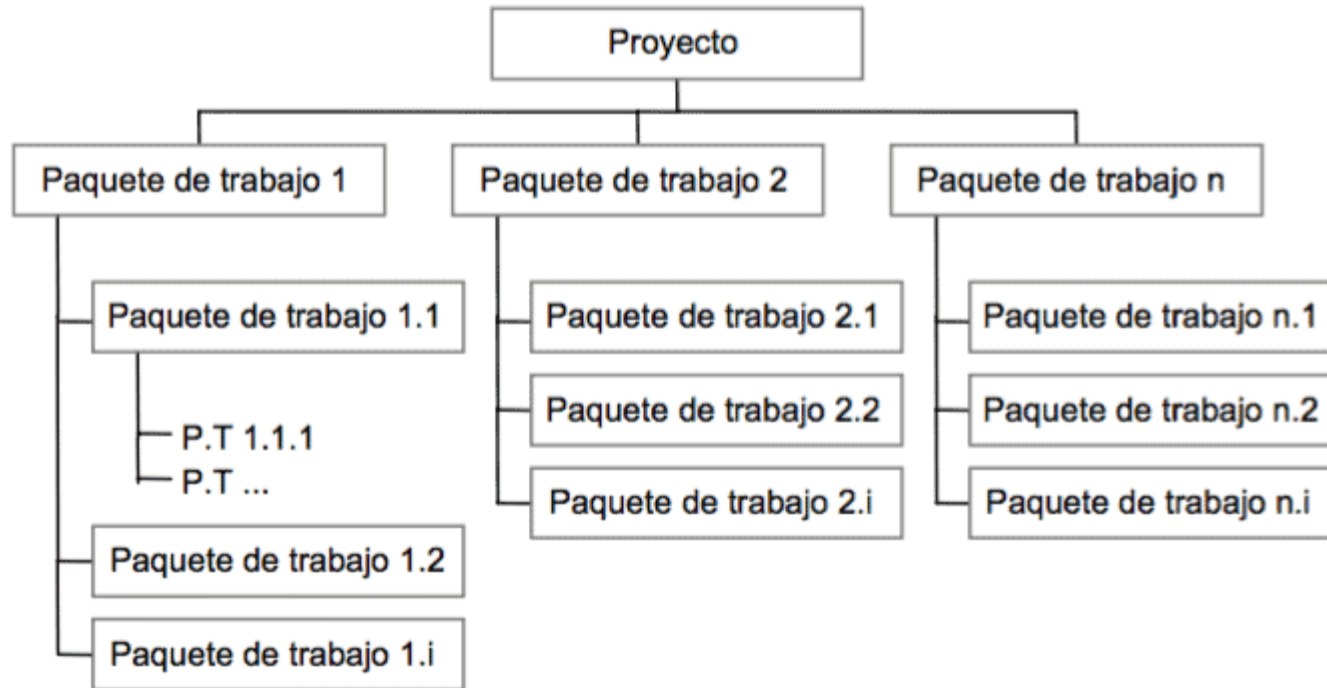 Proyecto
Paquete de trabajo 1
Paquete de trabajo 2
Paquete de trabajo n
Paquete de trabajo 1.1
P.T 1.1.1
P.T ...
Paquete de trabajo 1.2
Paquete de trabajo 1.i
Paquete de trabajo 2.1
Paquete de trabajo 2.2
Paquete de trabajo 2.i
Paquete de trabajo n.1
Paquete de trabajo n.2
Paquete de trabajo n.i